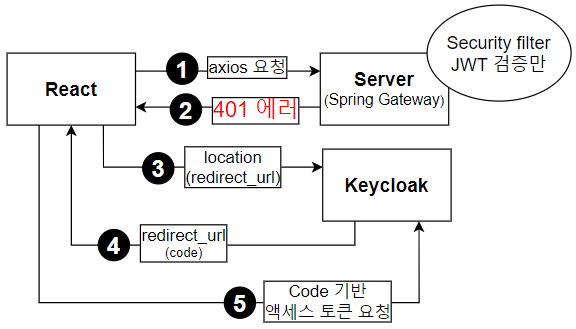 Security filter
JWT 검증만
React
1
axios 요청
Server
(Spring Gateway)
2
401 에러
3
location
(redirect_url)
Keycloak
4
redirect_url
(code)
5
Code 기반
액세스 토큰 요청